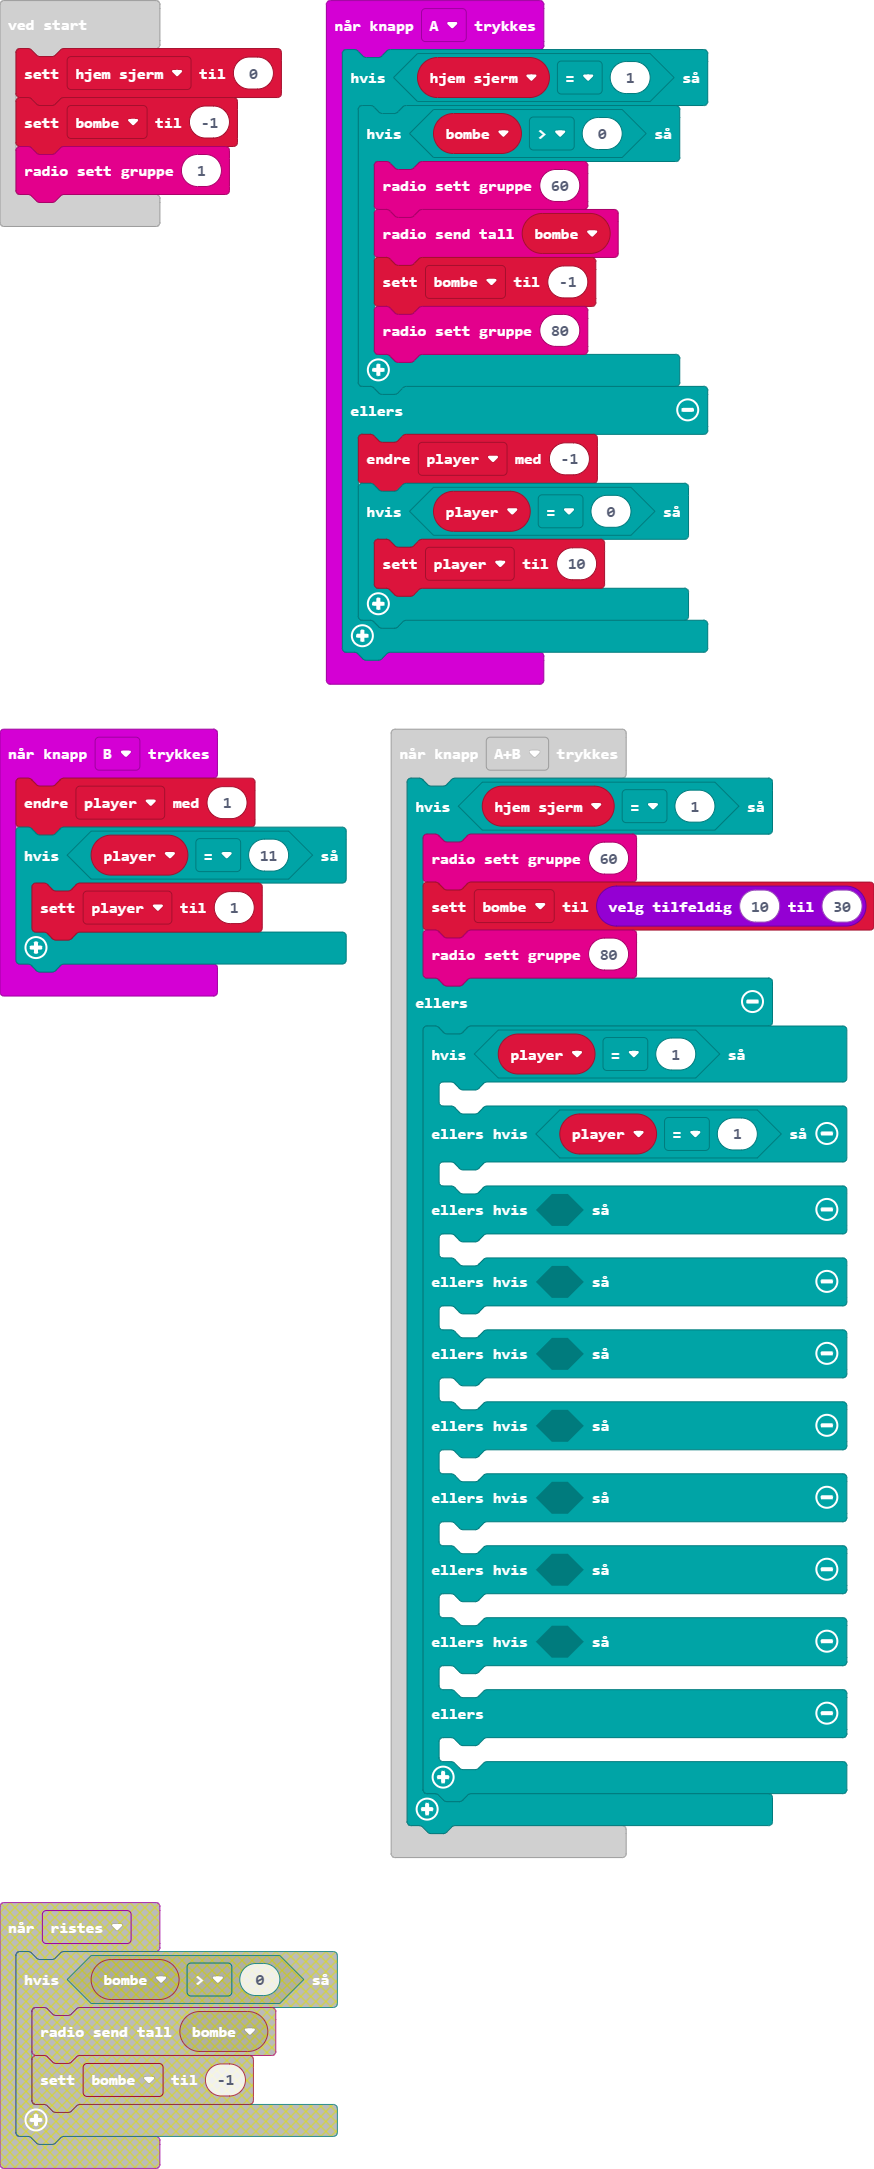 ved start
sett hjem sjerm til 0
sett bombe til -1
radio sett gruppe 1
når knapp A trykkes
hvis hjem sjerm = 1 så
hvis bombe > 0 så
radio sett gruppe 60
radio send tall bombe
sett bombe til -1
radio sett gruppe 80
ellers
endre player med -1
hvis player = 0 så
sett player til 10
når knapp B trykkes
endre player med 1
hvis player = 11 så
sett player til 1
når knapp A+B trykkes
hvis hjem sjerm = 1 så
radio sett gruppe 60
sett bombe til velg tilfeldig 10 til 30
radio sett gruppe 80
ellers
hvis player = 1 så
ellers hvis player = 1 så
ellers hvis så
ellers hvis så
ellers hvis så
ellers hvis så
ellers hvis så
ellers hvis så
ellers hvis så
ellers
når ristes
hvis bombe > 0 så
radio send tall bombe
sett bombe til -1